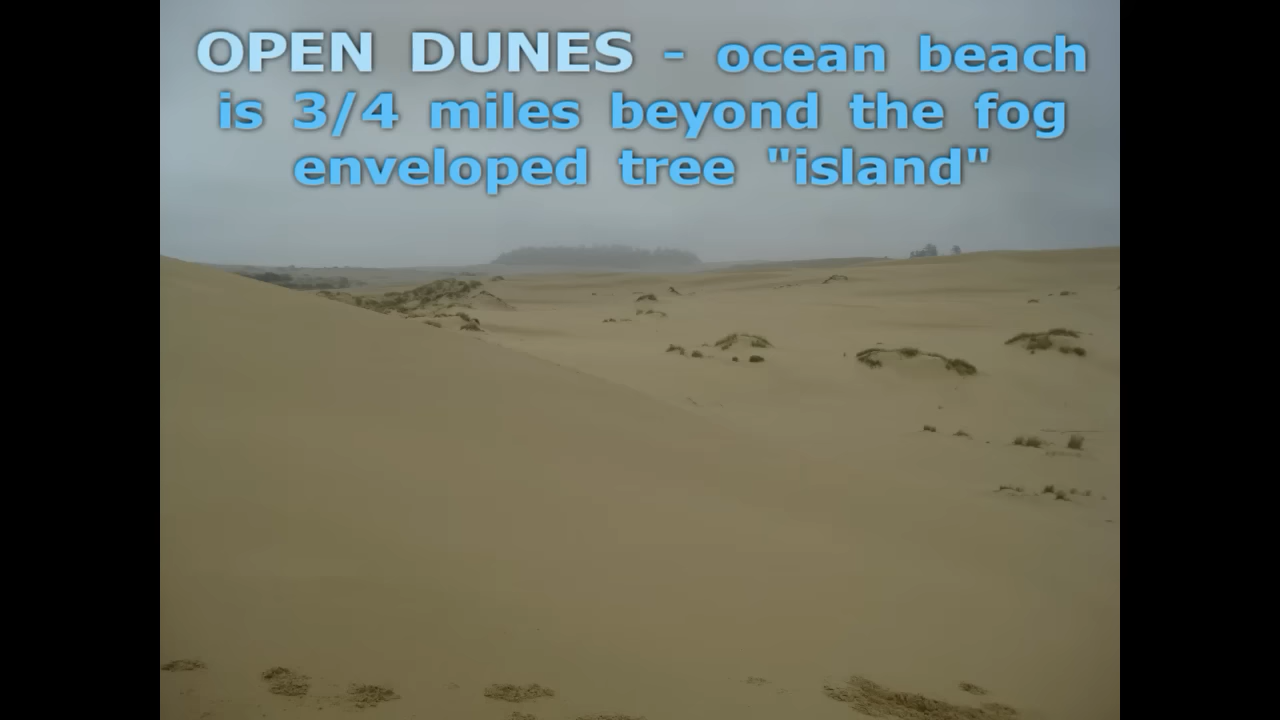 OPEN DUNES - ocean beach
is 3/4 miles beyond the fog
enveloped tree "island"